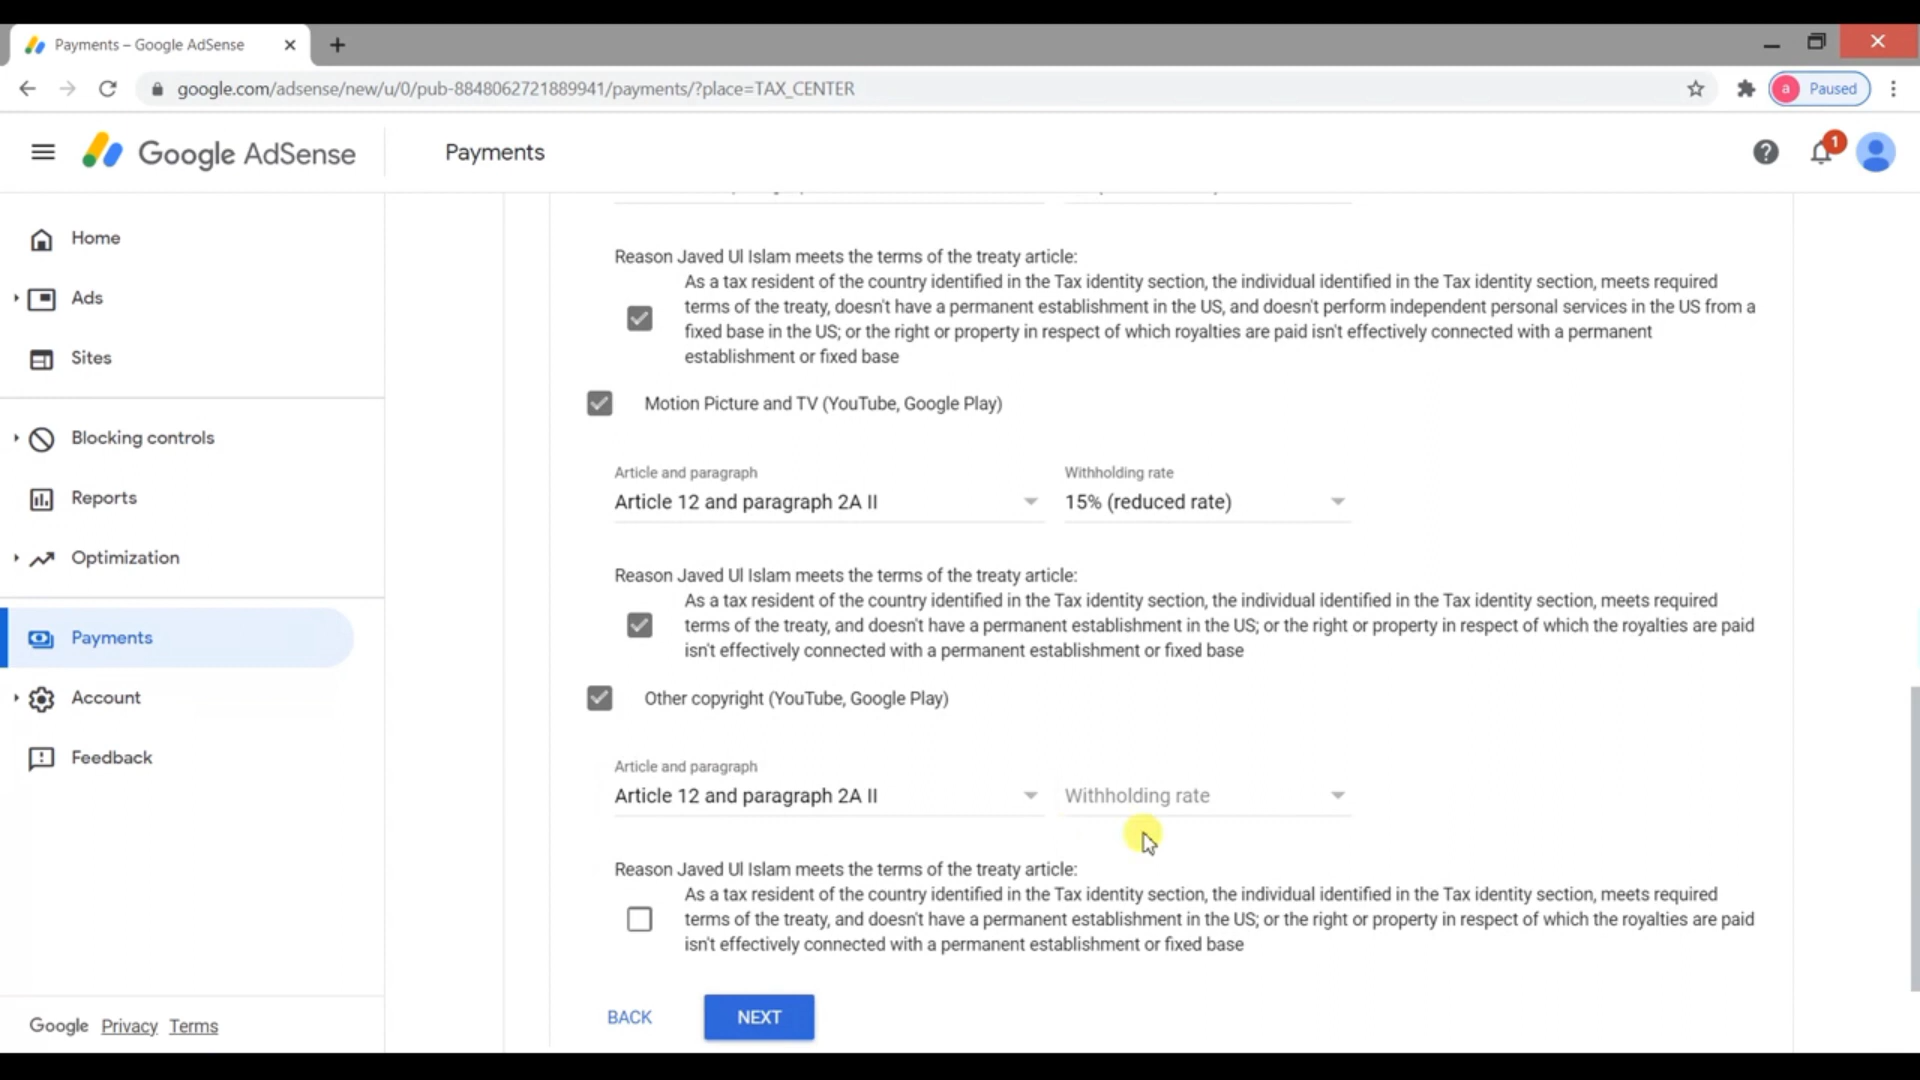 Payments – Google AdSense
google.com/adsense/new/u/0/pub-8848062721889941/payments/?place=TAX_CENTER
a Paused
Google AdSense
Payments
1
Home
Ads
Sites
Blocking controls
Reports
Optimization
Payments
Account
Feedback
Google Privacy Terms
Reason Javed Ul Islam meets the terms of the treaty article:
As a tax resident of the country identified in the Tax identity section, the individual identified in the Tax identity section, meets required
terms of the treaty, doesn't have a permanent establishment in the US, and doesn't perform independent personal services in the US from a
fixed base in the US; or the right or property in respect of which royalties are paid isn't effectively connected with a permanent
establishment or fixed base
Motion Picture and TV (YouTube, Google Play)
Article and paragraph
Withholding rate
Article 12 and paragraph 2A II
15% (reduced rate)
Reason Javed Ul Islam meets the terms of the treaty article:
As a tax resident of the country identified in the Tax identity section, the individual identified in the Tax identity section, meets required
terms of the treaty, and doesn't have a permanent establishment in the US; or the right or property in respect of which the royalties are paid
isn't effectively connected with a permanent establishment or fixed base
Other copyright (YouTube, Google Play)
Article and paragraph
Article 12 and paragraph 2A II
Withholding rate
Reason Javed Ul Islam meets the terms of the treaty article:
As a tax resident of the country identified in the Tax identity section, the individual identified in the Tax identity section, meets required
terms of the treaty, and doesn't have a permanent establishment in the US; or the right or property in respect of which the royalties are paid
isn't effectively connected with a permanent establishment or fixed base
BACK
NEXT